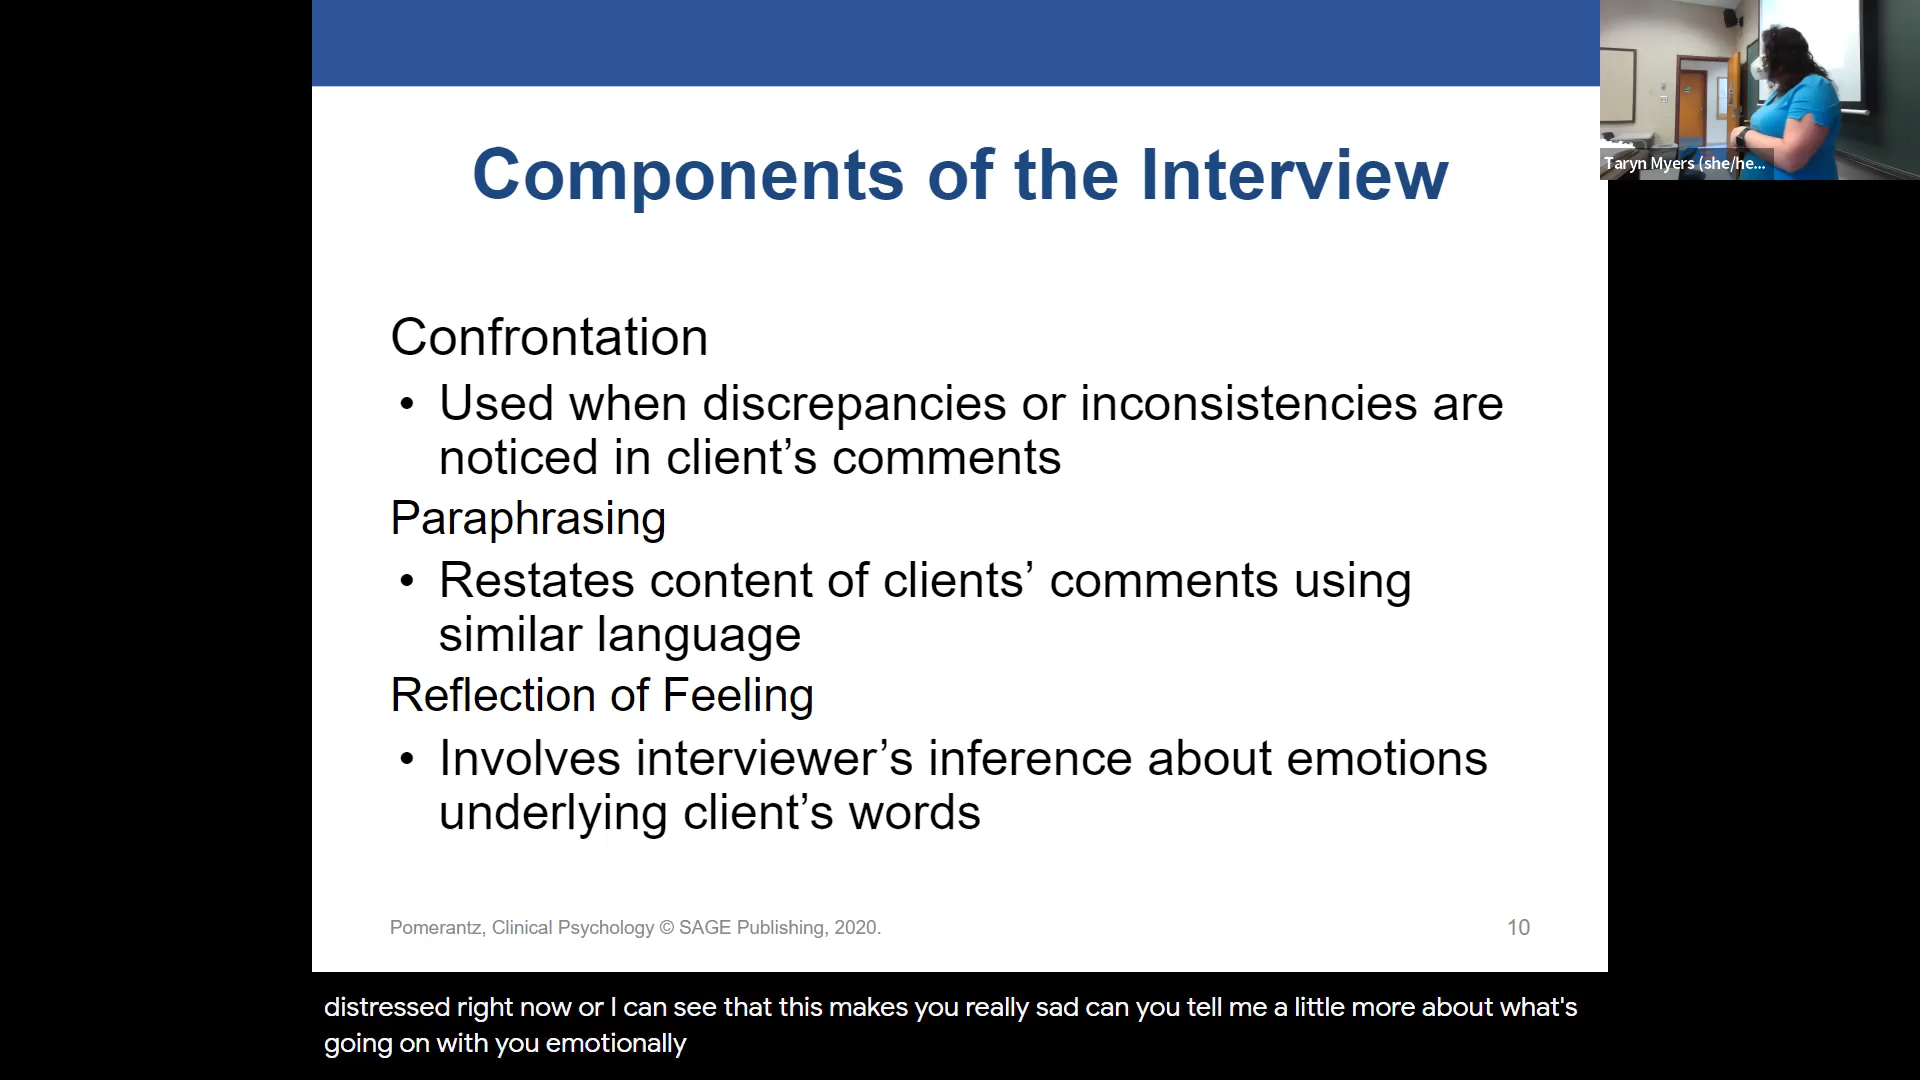 Components of the Interview
Confrontation
• Used when discrepancies or inconsistencies are
noticed in client’s comments
Paraphrasing
• Restates content of clients’ comments using
similar language
Reflection of Feeling
• Involves interviewer’s inference about emotions
underlying client’s words
Pomerantz, Clinical Psychology © SAGE Publishing, 2020.
10
Taryn Myers (she/he...
distressed right now or I can see that this makes you really sad can you tell me a little more about what's
going on with you emotionally